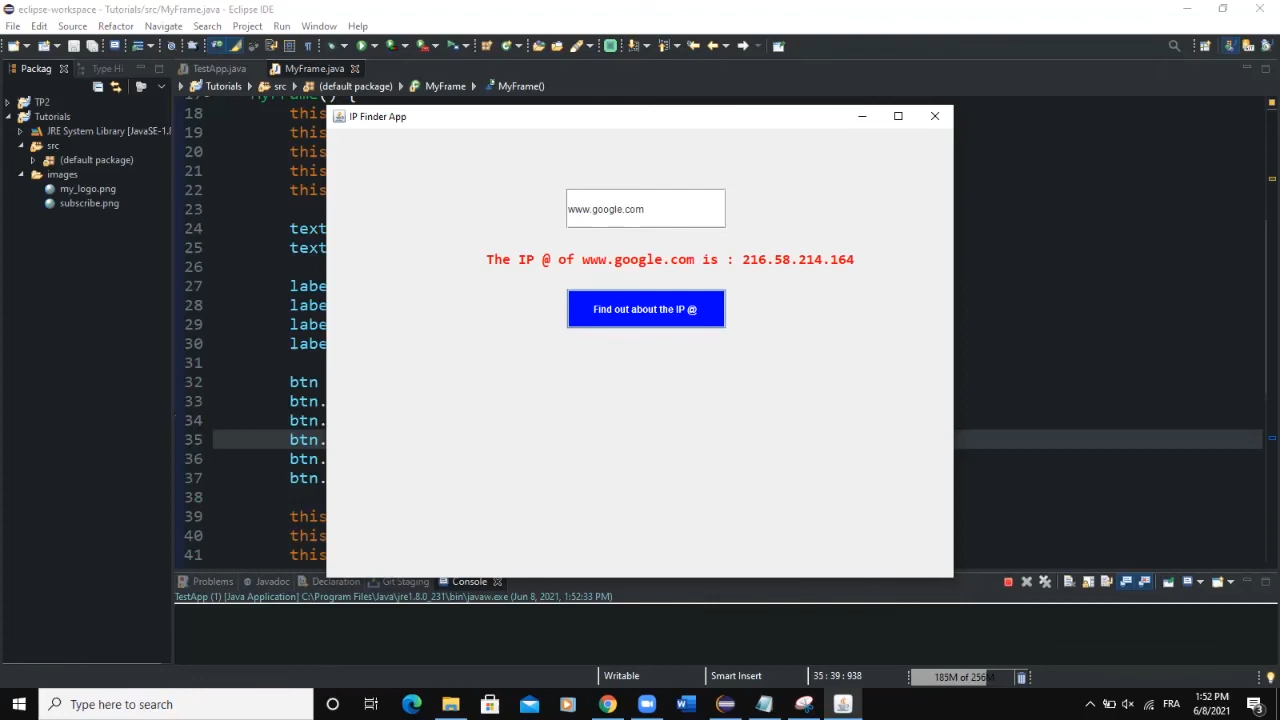 eclipse-workspace - Tutorials/src/MyFrame.java - Eclipse IDE
File Edit Source Refactor Navigate Search Project Run Window Help
Packag Type Hi TestApp.java MyFrame.java
Tutorials src (default package) MyFrame MyFrame()
TP2
Tutorials
JRE System Library [JavaSE-1.
src
(default package)
images
my_logo.png
subscribe.png
18 this
19 this
20 this
21 this
22 this
23
24 text
25 text
26
27 labe
28 labe
29 labe
30 labe
31
32 btn
33 btn.
34 btn.
35 btn.
36 btn.
37 btn.
38
39 this
40 this
41 this
IP Finder App
www.google.com
The IP @ of www.google.com is : 216.58.214.164
Find out about the IP @
Problems Javadoc Declaration Git Staging Console
TestApp (1) [Java Application] C:\Program Files\Java\jre1.8.0_231\bin\javaw.exe (Jun 8, 2021, 1:52:33 PM)
Writable Smart Insert 35 : 39 : 938 185M of 256M
Type here to search
FRA
1:52 PM
6/8/2021
3